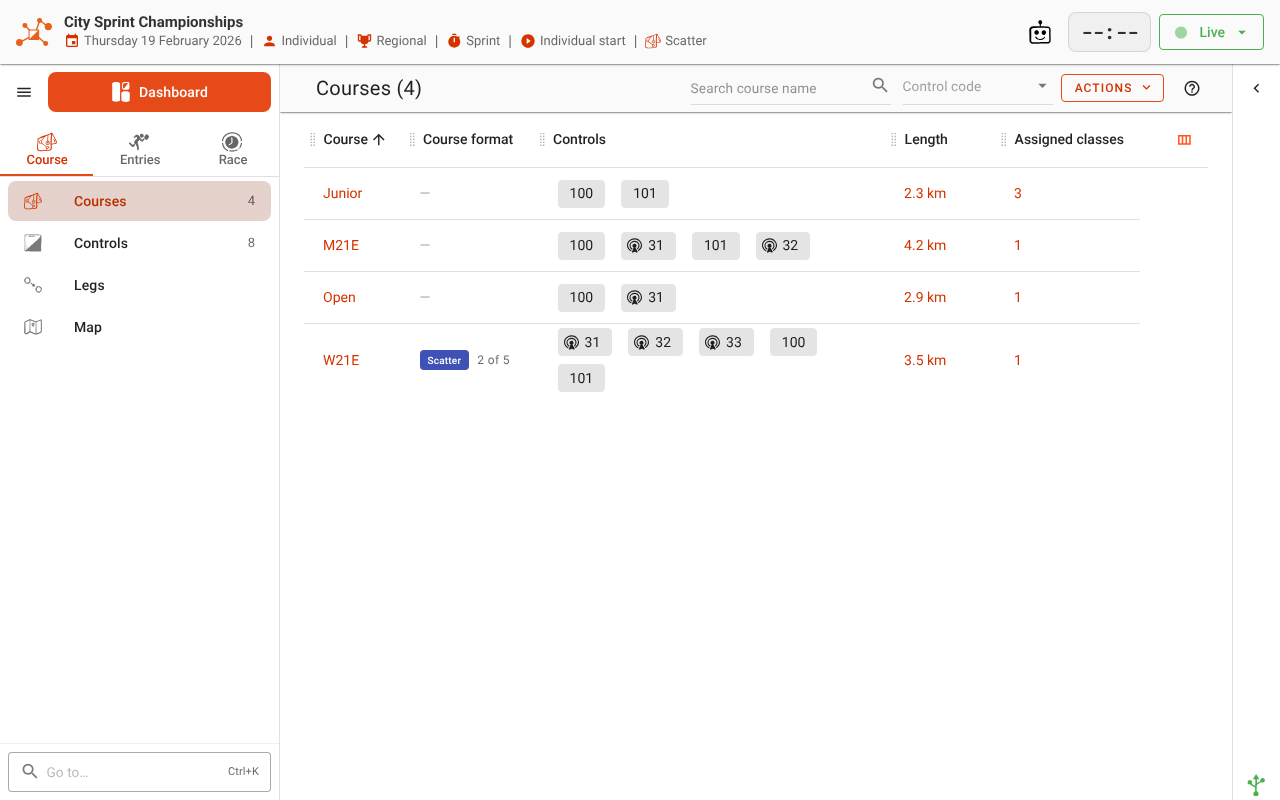 City Sprint Championships
Thursday 19 February 2026 | Individual | Regional | Sprint | Individual start | Scatter
--:--
Live
Dashboard
Course
Entries
Race
Courses 4
Controls 8
Legs
Map
Go to...
Ctrl+K
Courses (4)
Search course name
Control code
ACTIONS
Course Course format Controls Length Assigned classes
Junior — 100 101 2.3 km 3
M21E — 100 31 101 32 4.2 km 1
Open — 100 31 2.9 km 1
W21E Scatter 2 of 5 31 32 33 100 3.5 km 1
101